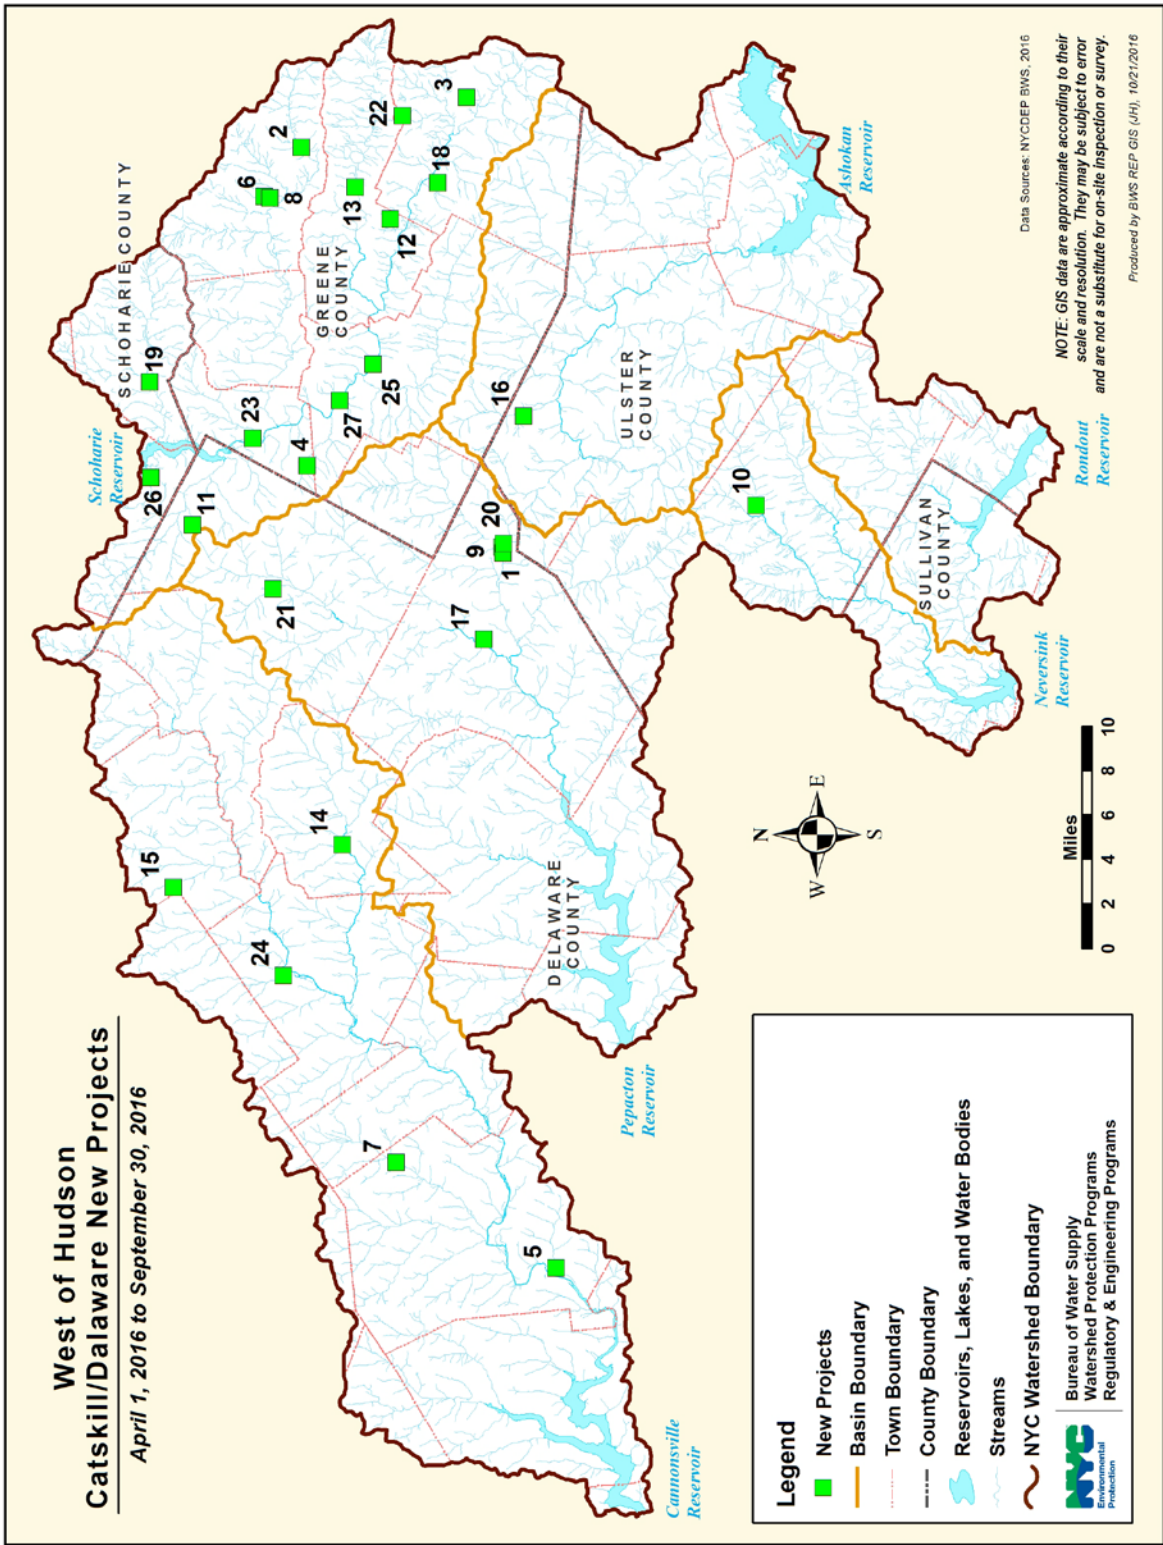 West of Hudson
Catskill/Dalaware New Projects
April 1, 2016 to September 30, 2016
SCHOHARIE COUNTY
GREENE
COUNTY
ULSTER
COUNTY
SULLIVAN
COUNTY
DELAWARE
COUNTY
Schoharie
Reservoir
Ashokan
Reservoir
Rondout
Reservoir
Neversink
Reservoir
Pepacton
Reservoir
Cannonsville
Reservoir
1
2
3
4
5
6
7
8
9
10
11
12
13
14
15
16
17
18
19
20
21
22
23
24
25
26
27
N
W
E
S
Miles
0 2 4 6 8 10
Legend
New Projects
Basin Boundary
Town Boundary
County Boundary
Reservoirs, Lakes, and Water Bodies
Streams
NYC Watershed Boundary
NYC
Environmental
Protection
Bureau of Water Supply
Watershed Protection Programs
Regulatory & Engineering Programs
Data Sources: NYCDEP BWS, 2016
NOTE: GIS data are approximate according to their
scale and resolution. They may be subject to error
and are not a substitute for on-site inspection or survey.
Produced by BWS REP GIS (JH), 10/21/2016